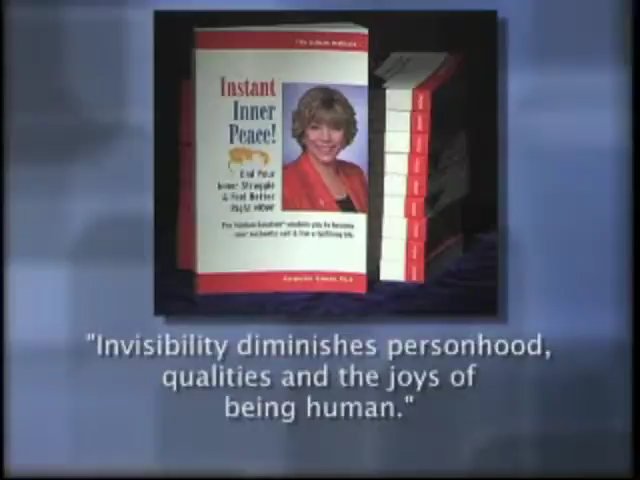 Instant
Inner
Peace!
End Your
Inner Struggle
& Feel Better
Right NOW!
"Invisibility diminishes personhood,
qualities and the joys of
being human."